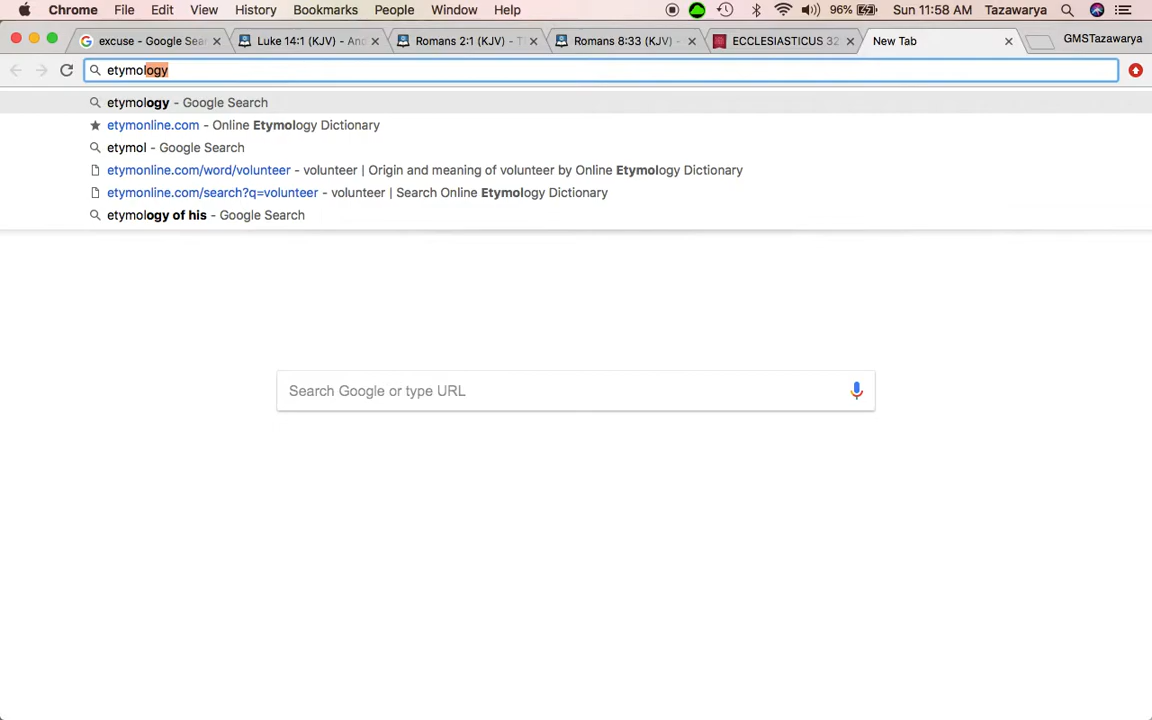 Chrome File Edit View History Bookmarks People Window Help 96% Sun 11:58 AM Tazawarya
excuse - Google Sea Luke 14:1 (KJV) - And Romans 2:1 (KJV) - T Romans 8:33 (KJV) - ECCLESIASTICUS 32 New Tab GMSTazawarya
etymology
etymology - Google Search
etymonline.com - Online Etymology Dictionary
etymol - Google Search
etymonline.com/word/volunteer - volunteer | Origin and meaning of volunteer by Online Etymology Dictionary
etymonline.com/search?q=volunteer - volunteer | Search Online Etymology Dictionary
etymology of his - Google Search
Search Google or type URL